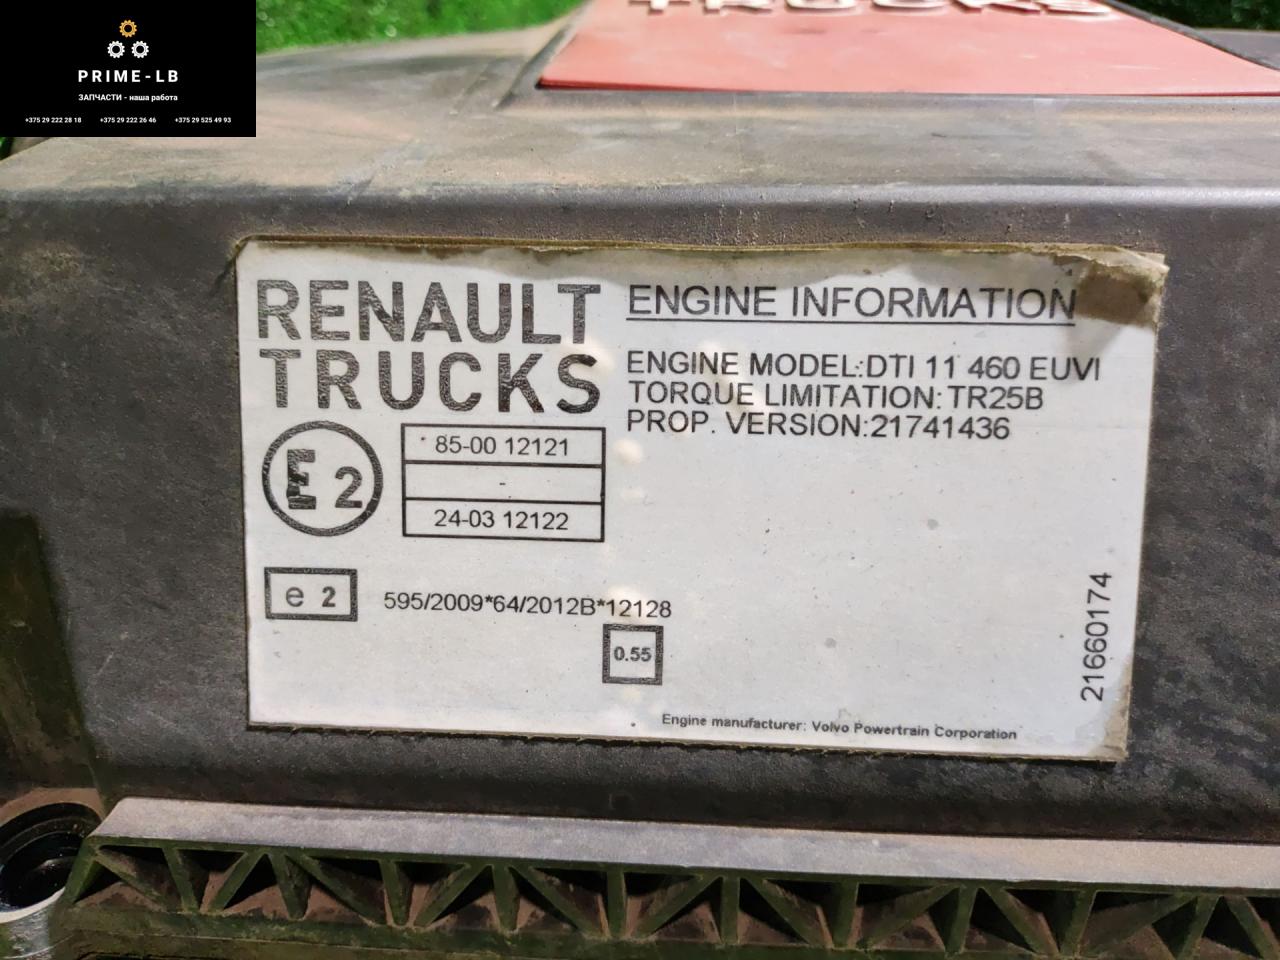 PRIME-LB
ЗАПЧАСТИ - наша работа
+375 29 222 28 18 +375 29 222 26 46 +375 29 525 49 93
TRUCKS
RENAULT
TRUCKS
ENGINE INFORMATION
ENGINE MODEL:DTI 11 460 EUVI
TORQUE LIMITATION: TR25B
PROP. VERSION:21741436
E 2
85-00 12121
-
24-03 12122
e 2
595/2009*64/2012B*12128
0.55
21660174
Engine manufacturer: Volvo Powertrain Corporation